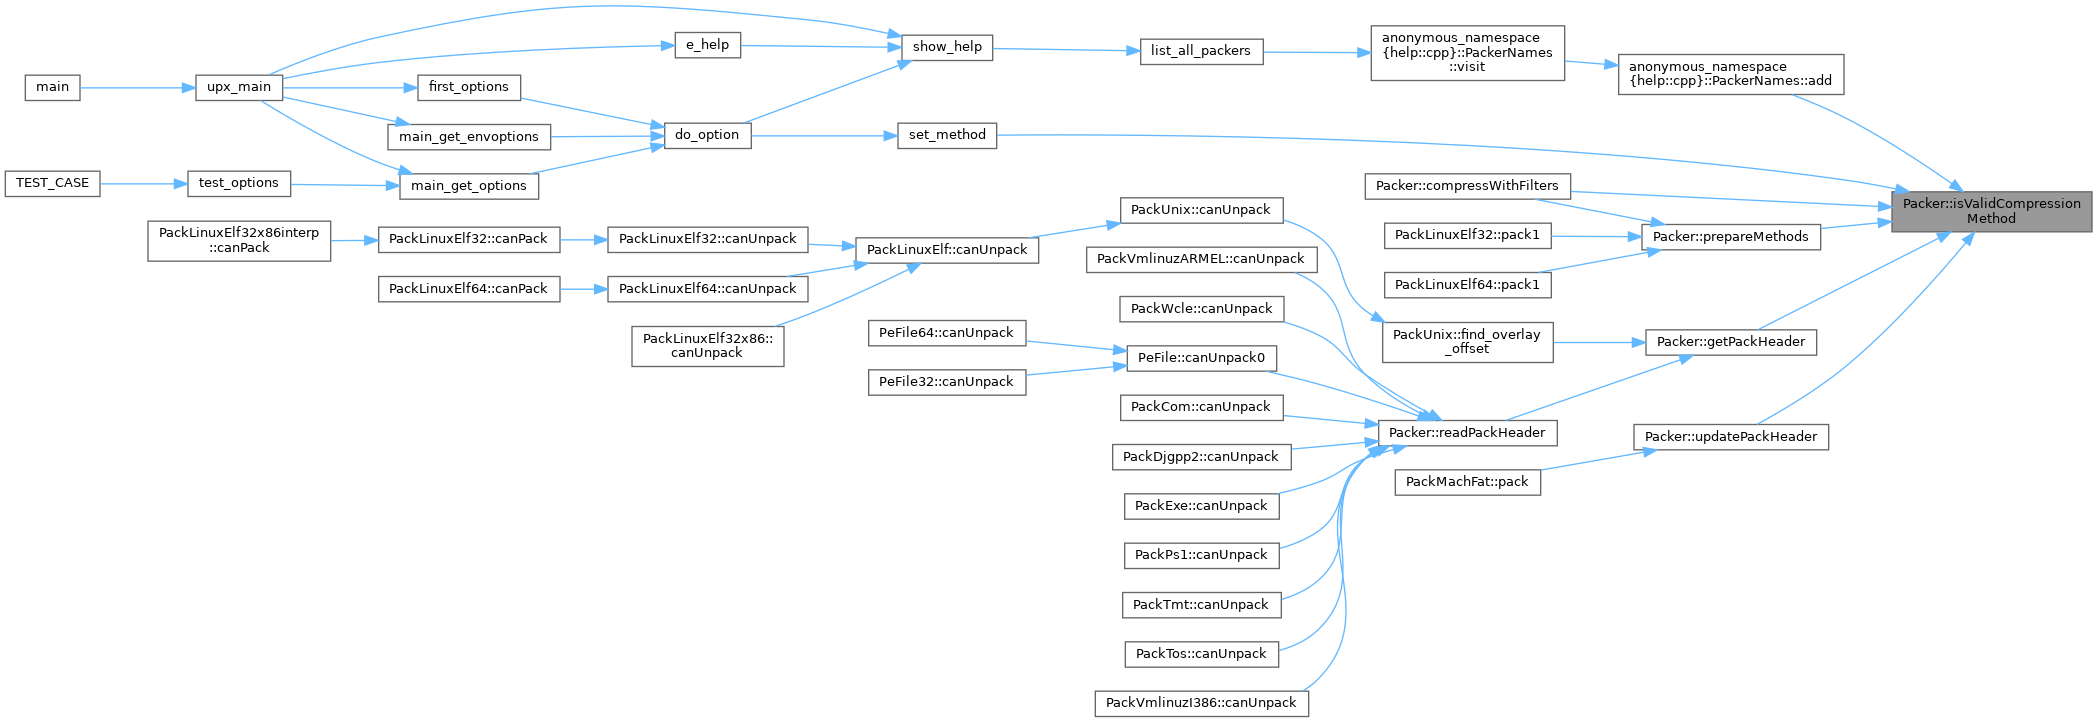 main
upx_main
e_help
first_options
main_get_envoptions
TEST_CASE
test_options
main_get_options
show_help
do_option
set_method
list_all_packers
anonymous_namespace
{help::cpp}::PackerNames
::visit
anonymous_namespace
{help::cpp}::PackerNames::add
Packer::isValidCompression
Method
Packer::compressWithFilters
Packer::prepareMethods
PackLinuxElf32::pack1
PackLinuxElf64::pack1
PackLinuxElf32x86interp
::canPack
PackLinuxElf32::canPack
PackLinuxElf32::canUnpack
PackLinuxElf::canUnpack
PackUnix::canUnpack
PackLinuxElf64::canPack
PackLinuxElf64::canUnpack
PackLinuxElf32x86::
canUnpack
PackVmlinuzARMEL::canUnpack
PackWcle::canUnpack
PackUnix::find_overlay
_offset
Packer::getPackHeader
PeFile64::canUnpack
PeFile::canUnpack0
PeFile32::canUnpack
PackCom::canUnpack
Packer::readPackHeader
Packer::updatePackHeader
PackDjgpp2::canUnpack
PackMachFat::pack
PackExe::canUnpack
PackPs1::canUnpack
PackTmt::canUnpack
PackTos::canUnpack
PackVmlinuzI386::canUnpack